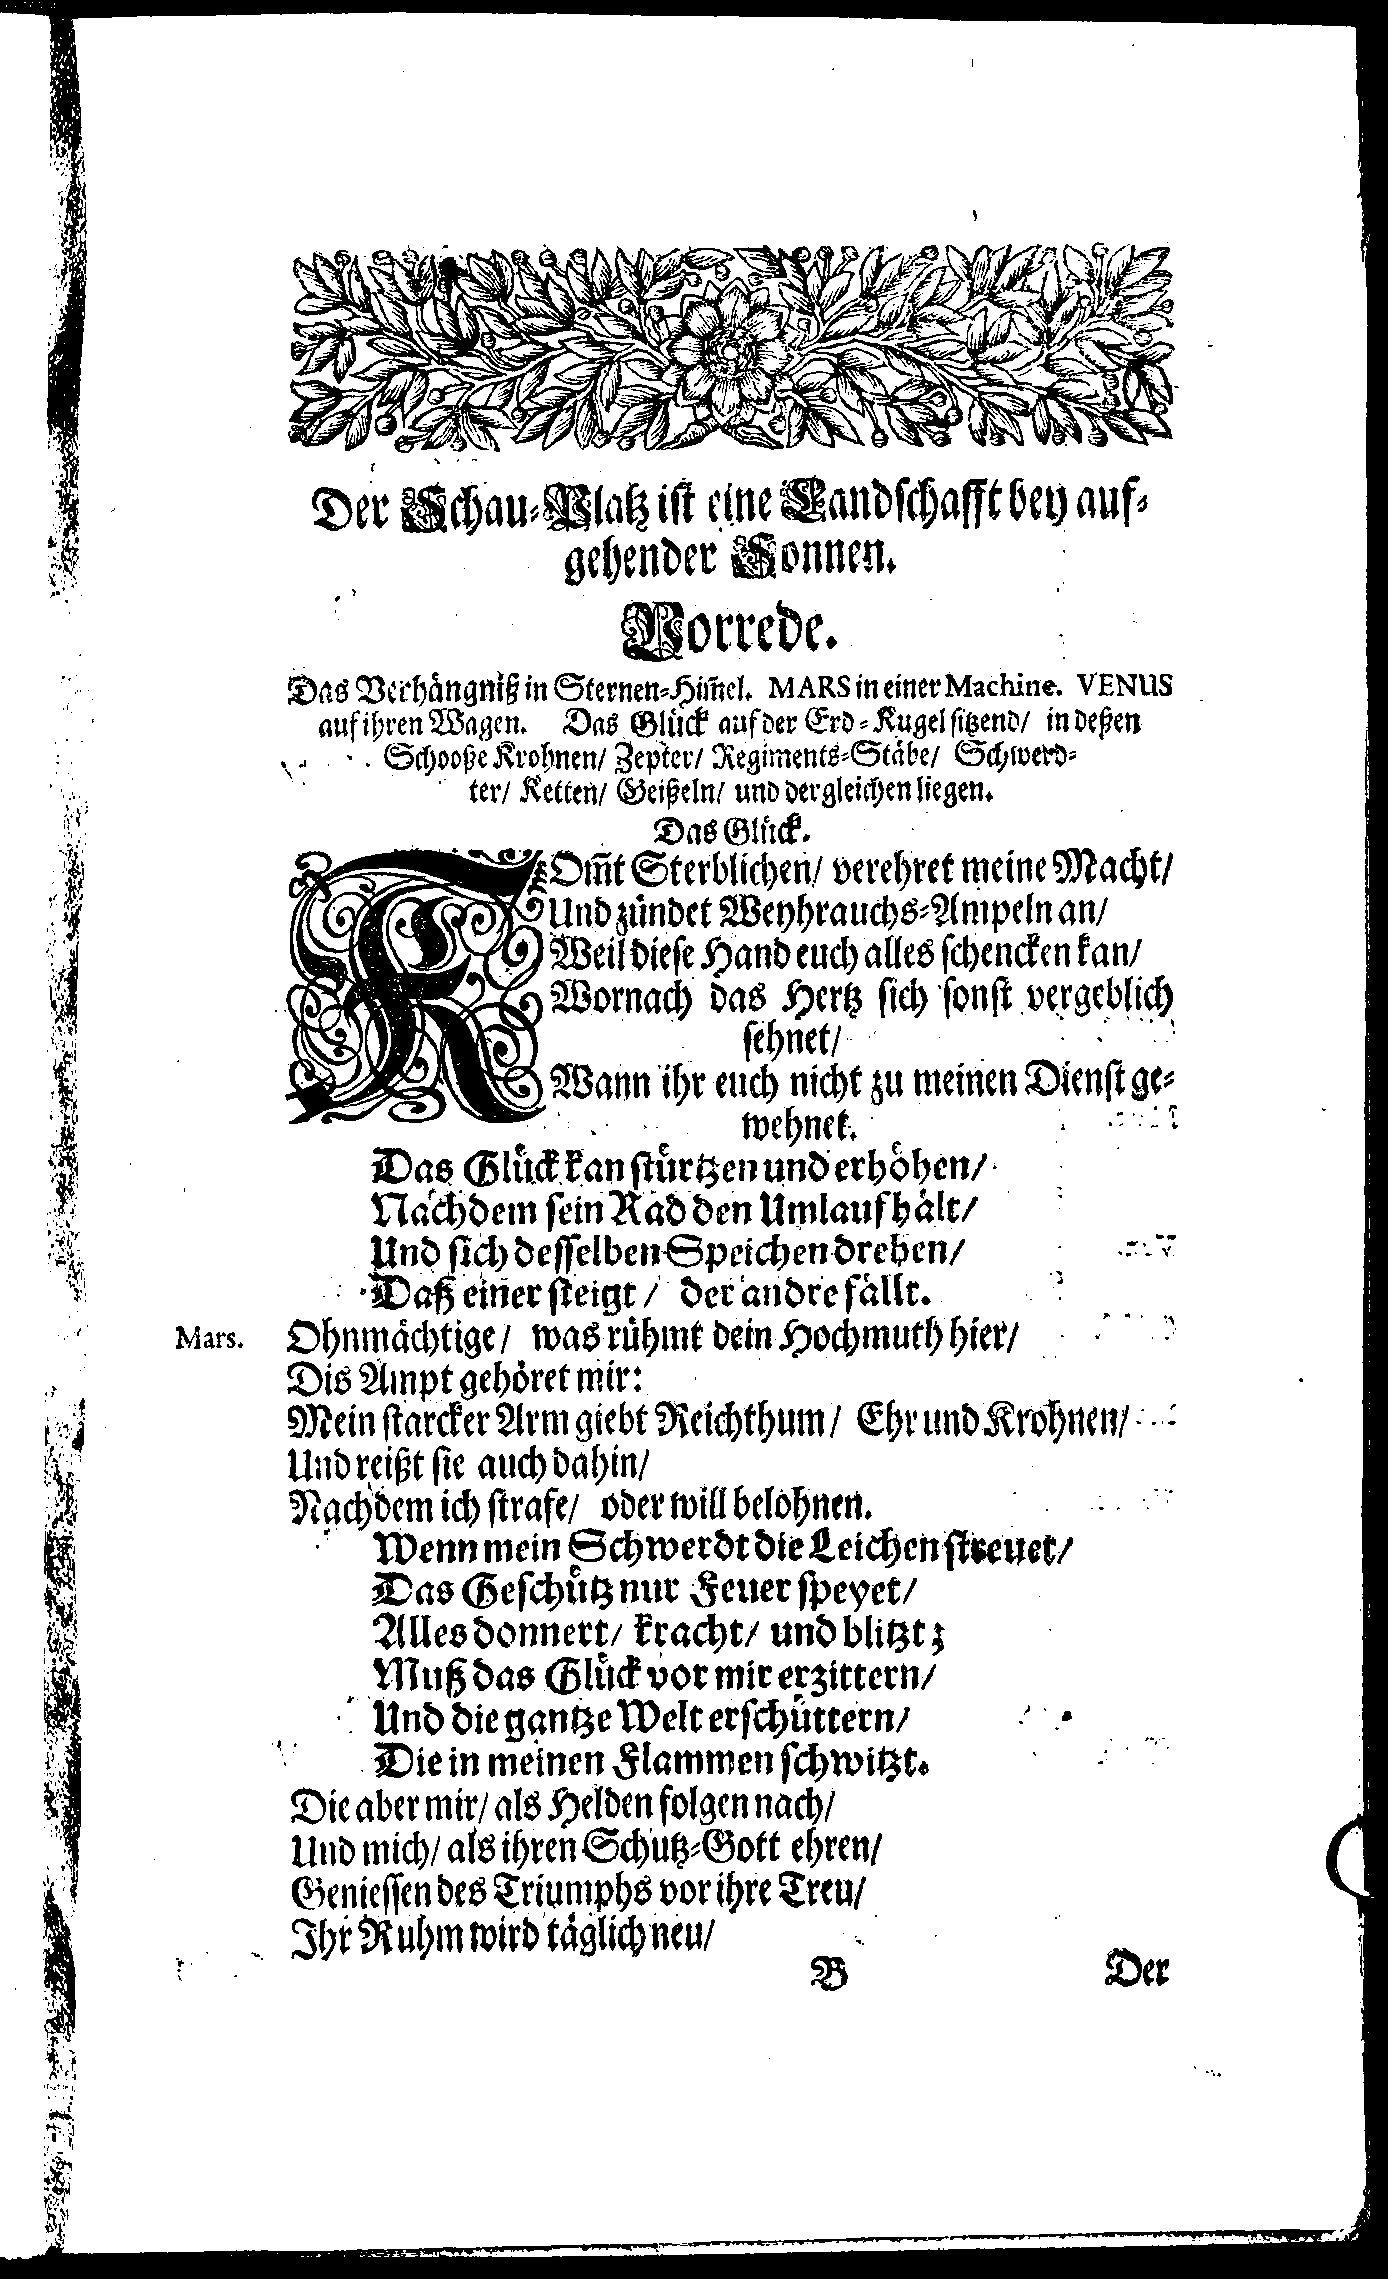 Der Schau-Platz ist eine Landschafft bey auf-
gehender Sonnen.
Vorrede.
Das Verhängniß in Sternen-Him̃el. MARS in einer Machine. VENUS
auf ihren Wagen. Das Glück auf der Erd-Kugel sitzend/ in deßen
Schooße Krohnen/ Zepter/ Regiments-Stäbe/ Schwerd-
ter/ Ketten/ Geißeln/ und dergleichen liegen.
Das Glück.
KOm̃t Sterblichen/ verehret meine Macht/
Und zündet Weyhrauchs-Ampeln an/
Weil diese Hand euch alles schencken kan/
Wornach das Hertz sich sonst vergeblich
sehnet/
Wann ihr euch nicht zu meinen Dienst ge-
wehnet.
Das Glück kan stürtzen und erhöhen/
Nachdem sein Rad den Umlauf hält/
Und sich desselben Speichen drehen/
Daß einer steigt/ der andre fällt.
Mars. Ohnmächtige/ was rühmt dein Hochmuth hier/
Dis Ampt gehöret mir:
Mein starcker Arm giebt Reichthum/ Ehr und Krohnen/
Und reißt sie auch dahin/
Nachdem ich strafe/ oder will belohnen.
Wenn mein Schwerdt die Leichen streuet/
Das Geschütz nur Feuer speyet/
Alles donnert/ kracht/ und blitzt;
Muß das Glück vor mir erzittern/
Und die gantze Welt erschüttern/
Die in meinen Flammen schwitzt.
Die aber mir/ als Helden folgen nach/
Und mich/ als ihren Schutz-Gott ehren/
Geniessen des Triumphs vor ihre Treu/
Ihr Ruhm wird täglich neu/
B Der